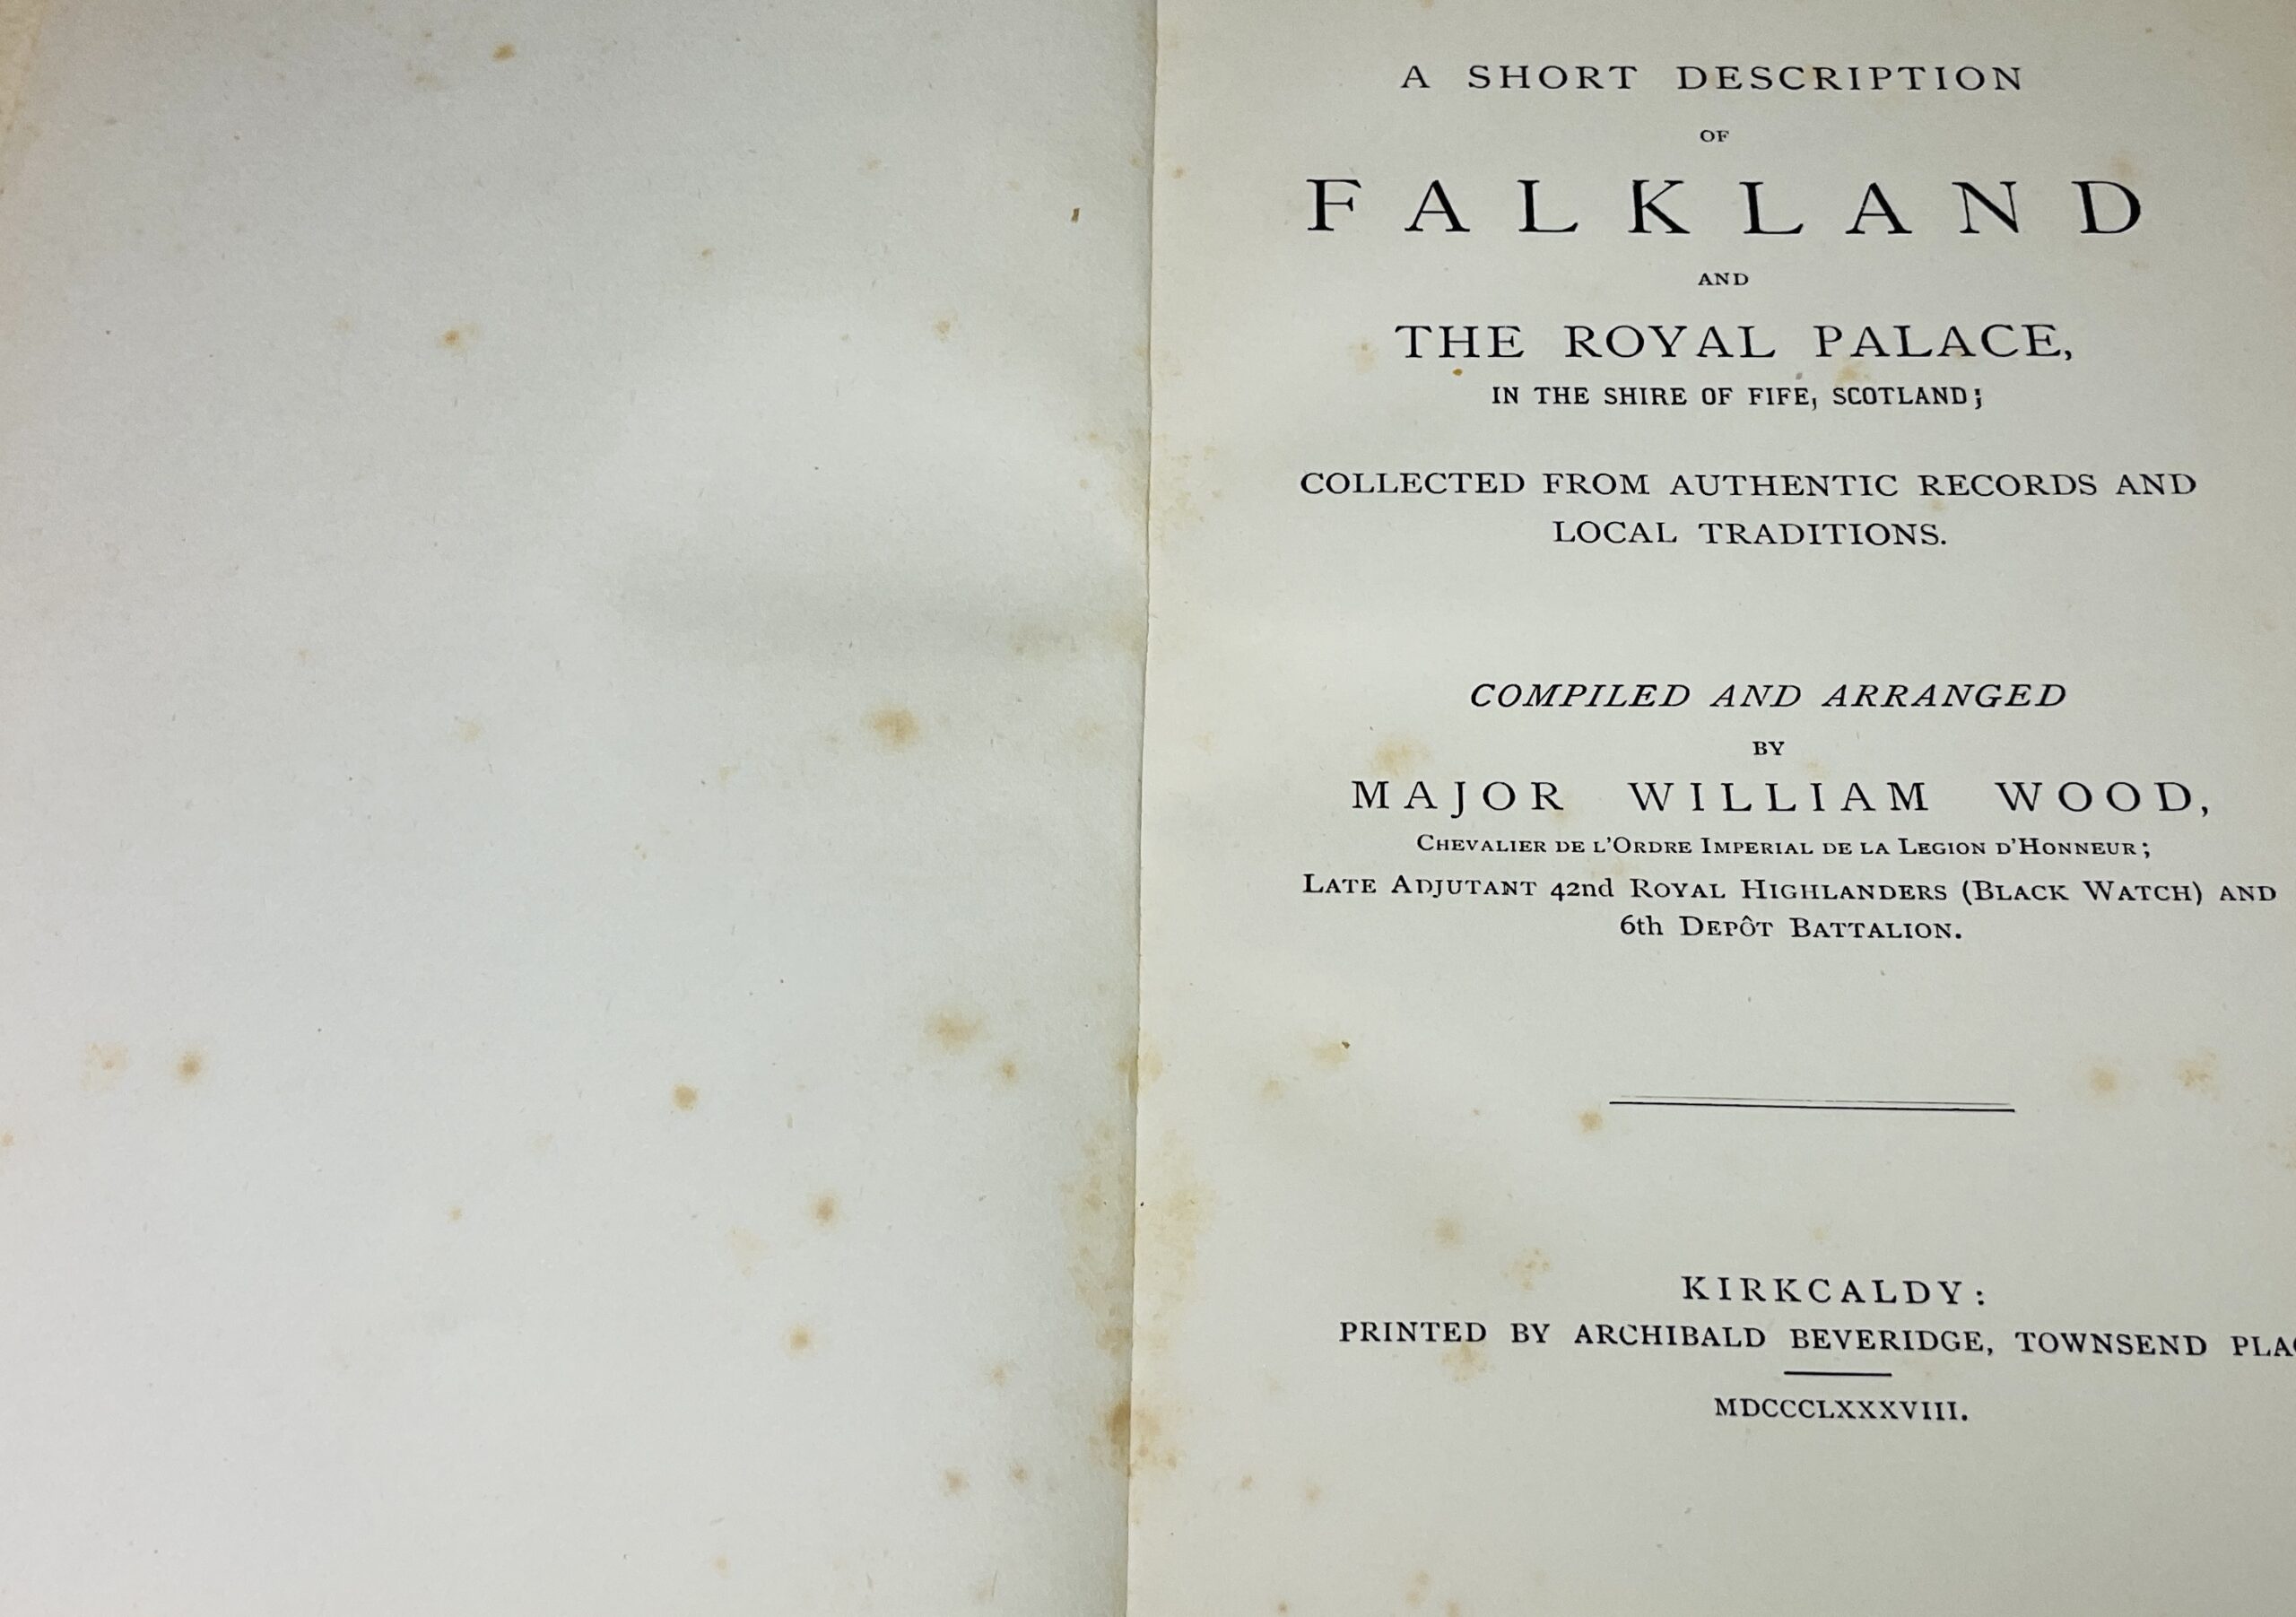 A SHORT DESCRIPTION
OF
FALKLAND
AND
THE ROYAL PALACE,
IN THE SHIRE OF FIFE, SCOTLAND;
COLLECTED FROM AUTHENTIC RECORDS AND
LOCAL TRADITIONS.
COMPILED AND ARRANGED
BY
MAJOR WILLIAM WOOD,
CHEVALIER DE L'ORDRE IMPERIAL DE LA LEGION D'HONNEUR;
LATE ADJUTANT 42nd ROYAL HIGHLANDERS (BLACK WATCH) AND
6th DEPÔT BATTALION.
KIRKCALDY:
PRINTED BY ARCHIBALD BEVERIDGE, TOWNSEND
MDCCCLXXXVIII.